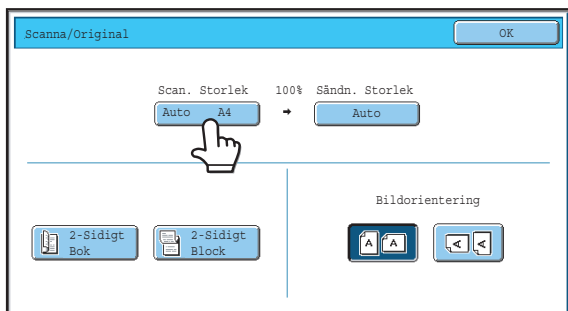 Scanna/Original
OK
Scan. Storlek 100% Sändn. Storlek
Auto A4 → Auto
Bildorientering
2-Sidigt
Bok
2-Sidigt
Block
A A A A